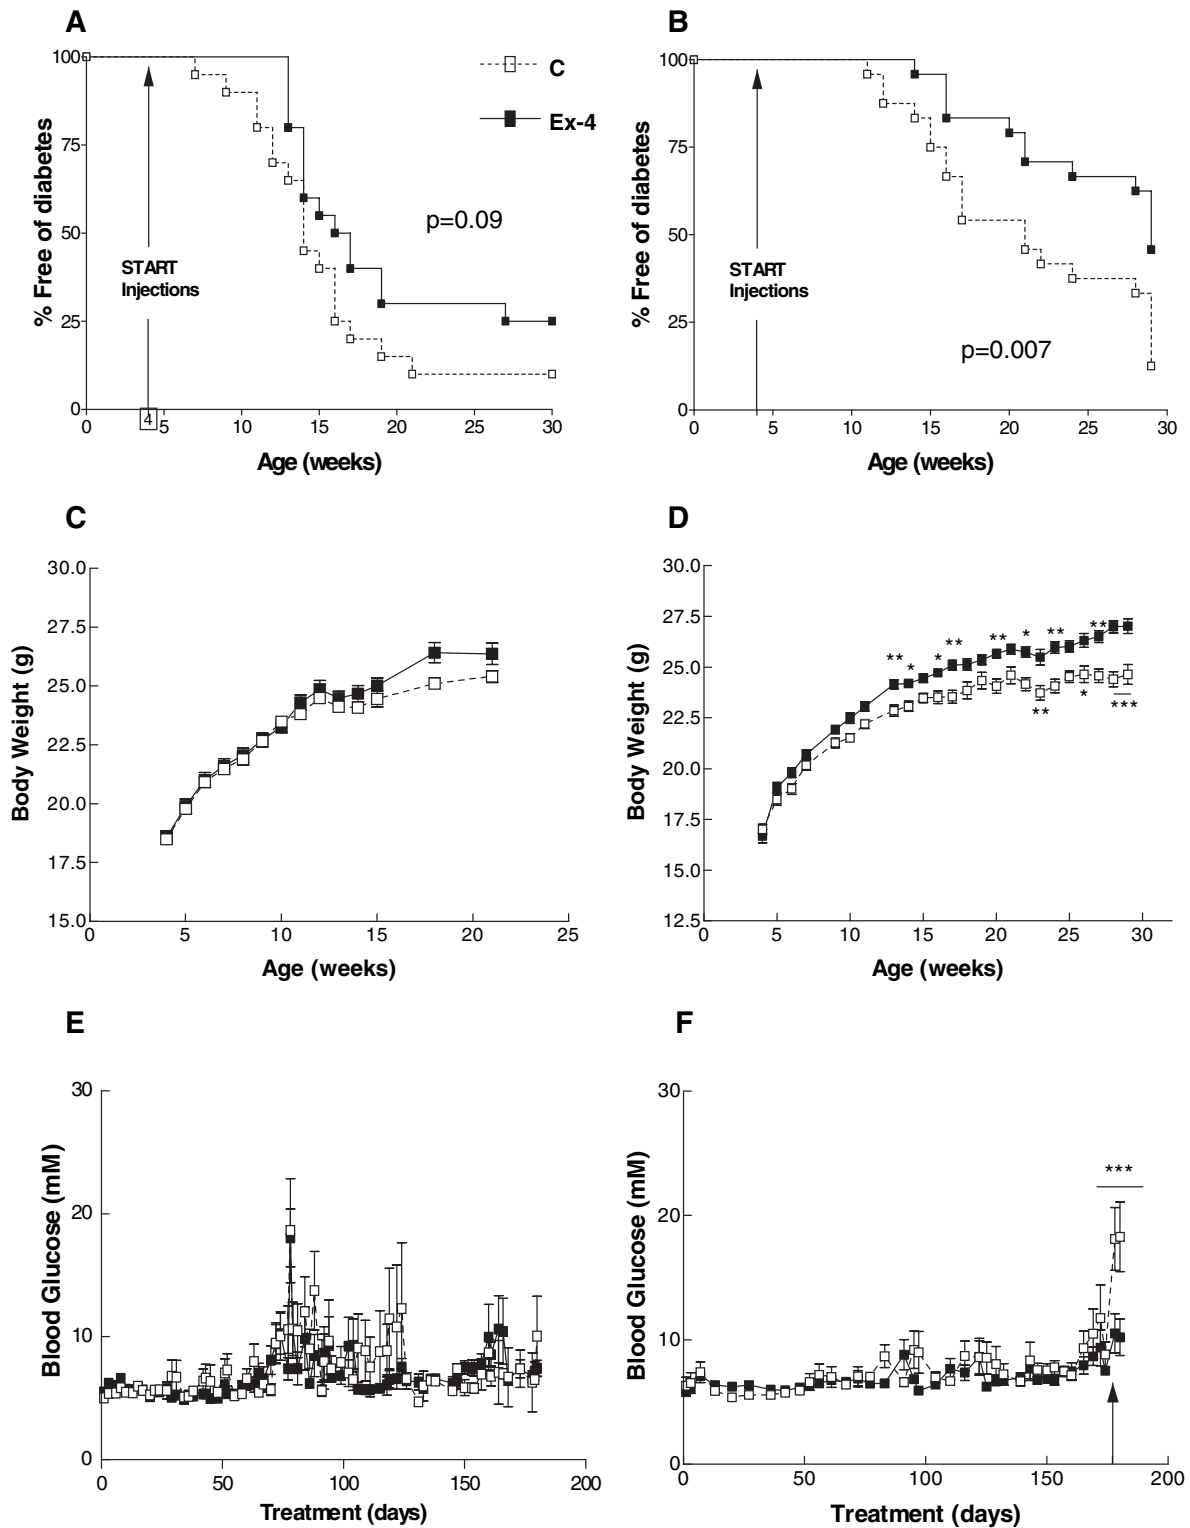 A
B
100
75
50
25
0
% Free of diabetes
START
Injections
4
C
Ex-4
p=0.09
0 5 10 15 20 25 30
Age (weeks)
100
75
50
25
0
% Free of diabetes
START
Injections
p=0.007
0 5 10 15 20 25 30
Age (weeks)
C
D
30.0
27.5
25.0
22.5
20.0
17.5
15.0
Body Weight (g)
0 5 10 15 20 25
Age (weeks)
30.0
27.5
25.0
22.5
20.0
17.5
15.0
12.5
Body Weight (g)
** * * ** ** * ** **
** * ***
0 5 10 15 20 25 30
Age (weeks)
E
F
30
20
10
0
Blood Glucose (mM)
0 50 100 150 200
Treatment (days)
30
20
10
0
Blood Glucose (mM)
***
0 50 100 150 200
Treatment (days)